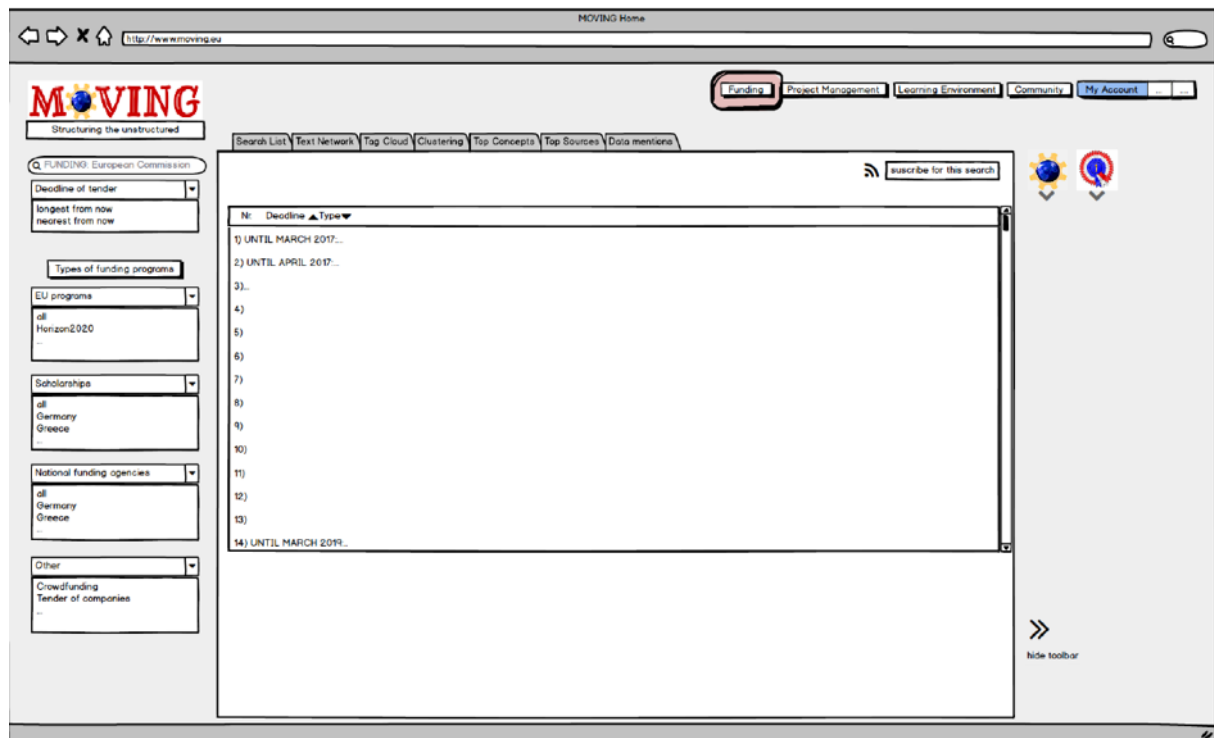 MOVING Home
http://www.moving.eu
MOVING
Structuring the unstructured
Funding Project Management Learning Environment Community My Account .. ...
Search List Text Network Tag Cloud Clustering Top Concepts Top Sources Data mentions
FUNDING: European Commission
suscribe for this search
Deadline of tender
longest from now
nearest from now
Types of funding programs
EU programs
all
Horizon2020
...
Scholarships
all
Germany
Greece
...
National funding agencies
all
Germany
Greece
...
Other
Crowdfunding
Tender of companies
...
Nr. Deadline ▲ Type ▼
1) UNTIL MARCH 2017:...
2) UNTIL APRIL 2017:...
3)...
4)
5)
6)
7)
8)
9)
10)
11)
12)
13)
14) UNTIL MARCH 2019...
1
hide toolbar